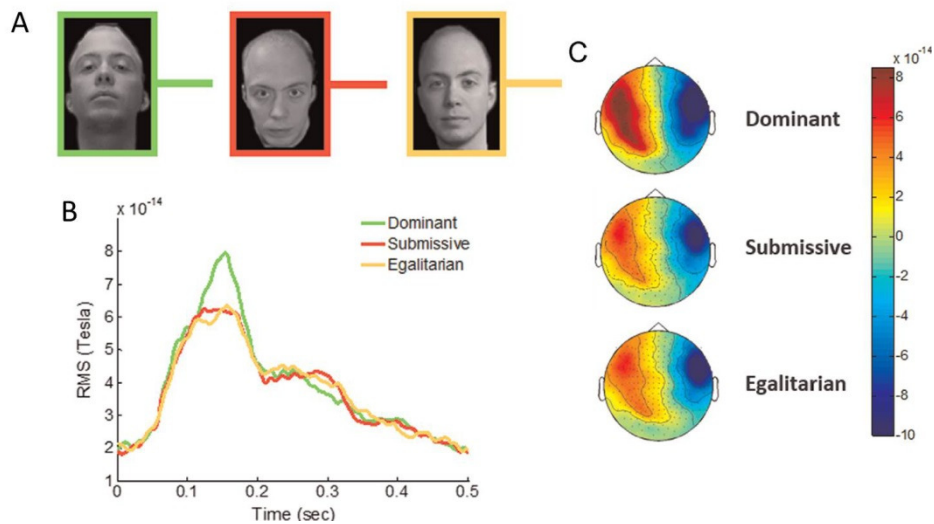 A
B
x 10⁻¹⁴
Dominant
Submissive
Egalitarian
8
7
6
5
4
3
2
1
RMS (Tesla)
0
0.1
0.2
0.3
0.4
0.5
Time (sec)
C
x 10⁻¹⁴
Dominant
Submissive
Egalitarian
8
6
4
2
0
-2
-4
-6
-8
-10